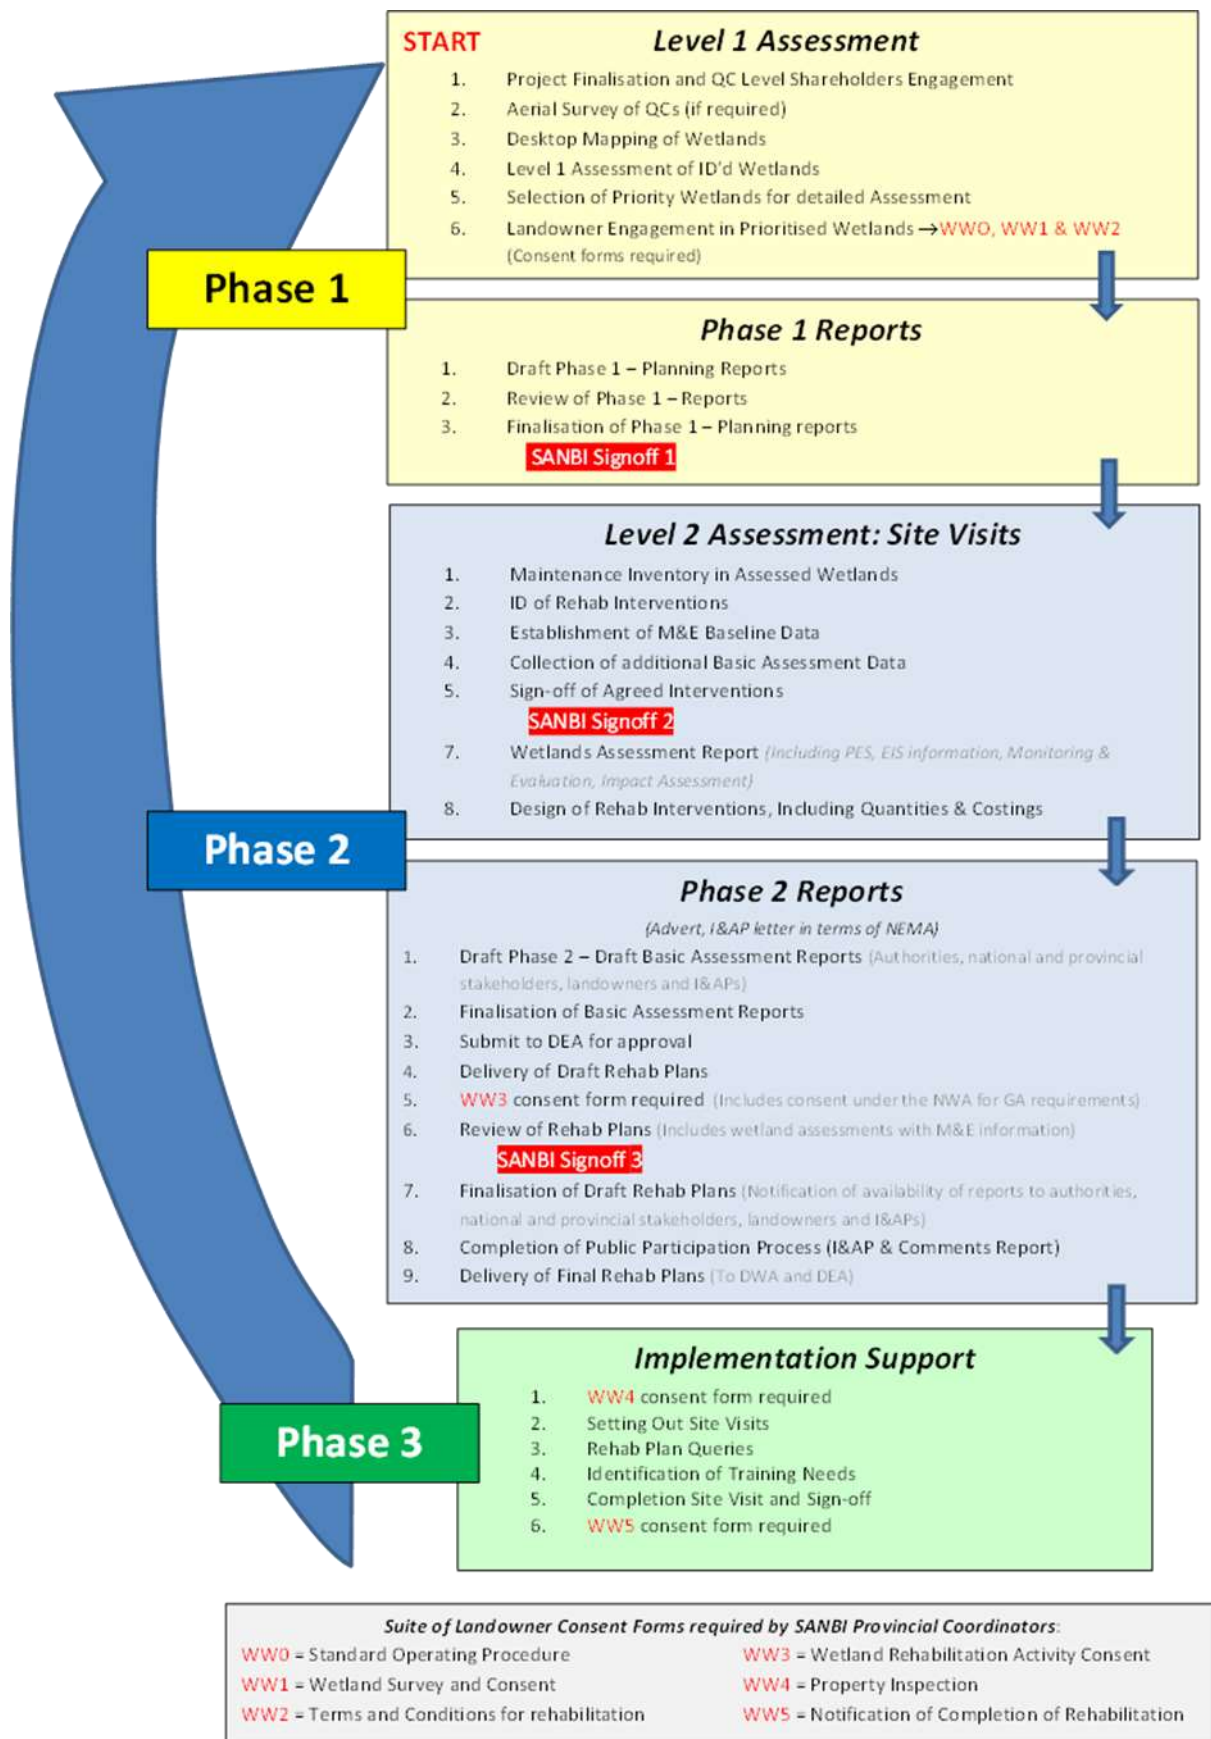 START Level 1 Assessment
1. Project Finalisation and QC Level Shareholders Engagement
2. Aerial Survey of QCs (if required)
3. Desktop Mapping of Wetlands
4. Level 1 Assessment of ID'd Wetlands
5. Selection of Priority Wetlands for detailed Assessment
6. Landowner Engagement in Prioritised Wetlands →WW0, WW1 & WW2
(Consent forms required)
Phase 1
Phase 1 Reports
1. Draft Phase 1 – Planning Reports
2. Review of Phase 1 – Reports
3. Finalisation of Phase 1 – Planning reports
SANBI Signoff 1
Level 2 Assessment: Site Visits
1. Maintenance Inventory in Assessed Wetlands
2. ID of Rehab Interventions
3. Establishment of M&E Baseline Data
4. Collection of additional Basic Assessment Data
5. Sign-off of Agreed Interventions
SANBI Signoff 2
7. Wetlands Assessment Report (Including PES, EIS information, Monitoring &
Evaluation, Impact Assessment)
8. Design of Rehab Interventions, Including Quantities & Costings
Phase 2
Phase 2 Reports
(Advert, I&AP letter in terms of NEMA)
1. Draft Phase 2 – Draft Basic Assessment Reports (Authorities, national and provincial
stakeholders, landowners and I&APs)
2. Finalisation of Basic Assessment Reports
3. Submit to DEA for approval
4. Delivery of Draft Rehab Plans
5. WW3 consent form required (Includes consent under the NWA for GA requirements)
6. Review of Rehab Plans (Includes wetland assessments with M&E information)
SANBI Signoff 3
7. Finalisation of Draft Rehab Plans (Notification of availability of reports to authorities,
national and provincial stakeholders, landowners and I&APs)
8. Completion of Public Participation Process (I&AP & Comments Report)
9. Delivery of Final Rehab Plans (To DWA and DEA)
Implementation Support
1. WW4 consent form required
2. Setting Out Site Visits
3. Rehab Plan Queries
4. Identification of Training Needs
5. Completion Site Visit and Sign-off
6. WW5 consent form required
Phase 3
Suite of Landowner Consent Forms required by SANBI Provincial Coordinators:
WW0 = Standard Operating Procedure
WW1 = Wetland Survey and Consent
WW2 = Terms and Conditions for rehabilitation
WW3 = Wetland Rehabilitation Activity Consent
WW4 = Property Inspection
WW5 = Notification of Completion of Rehabilitation